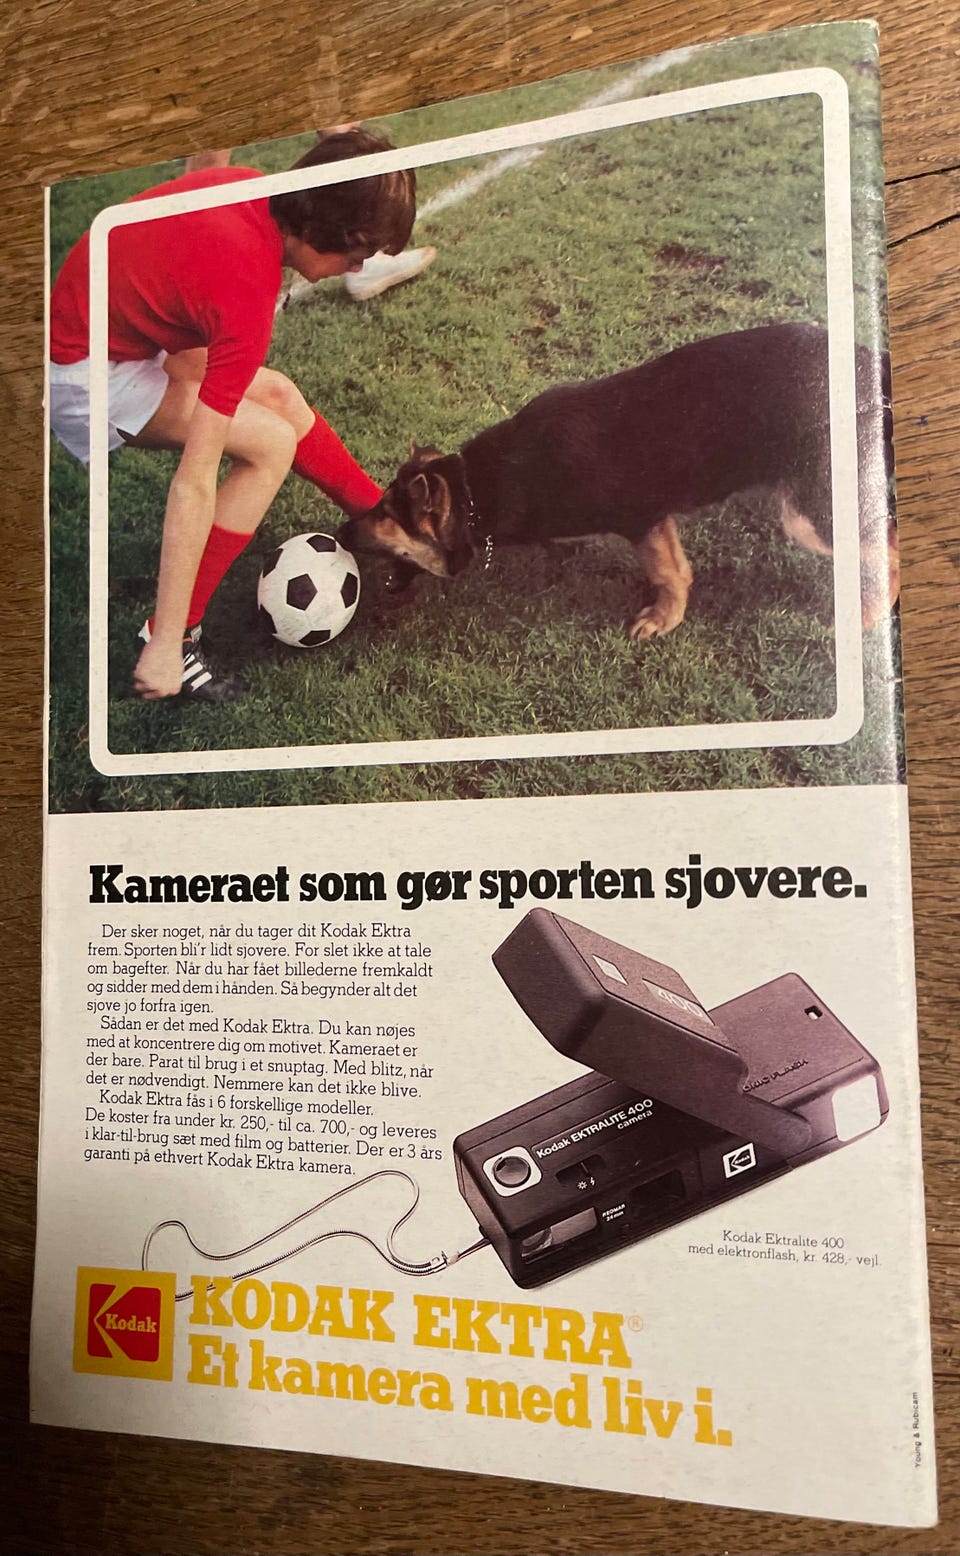 Kameraet som gør sporten sjovere.
Der sker noget, når du tager dit Kodak Ektra
frem. Sporten bli'r lidt sjovere. For slet ikke at tale
om bagefter. Når du har fået billederne fremkaldt
og sidder med dem i hånden. Så begynder alt det
sjove jo forfra igen.
Sådan er det med Kodak Ektra. Du kan nøjes
med at koncentrere dig om motivet. Kameraet er
der bare. Parat til brug i et snuptag. Med blitz, når
det er nødvendigt. Nemmere kan det ikke blive.
Kodak Ektra fås i 6 forskellige modeller.
De koster fra under kr. 250,- til ca. 700,- og leveres
i klar-til-brug sæt med film og batterier. Der er 3 års
garanti på ethvert Kodak Ektra kamera.
400
Kodak EKTRALITE 400
camera
REOMAR
24 mm
Kodak Ektralite 400
med elektronflash, kr. 428,- vejl.
Kodak
KODAK EKTRA®
Et kamera med liv i.
Young & Rubicam